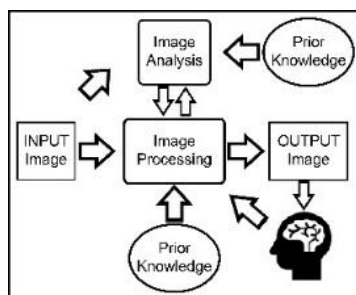 Image
Analysis
Prior
Knowledge
INPUT
Image
Image
Processing
OUTPUT
Image
Prior
Knowledge